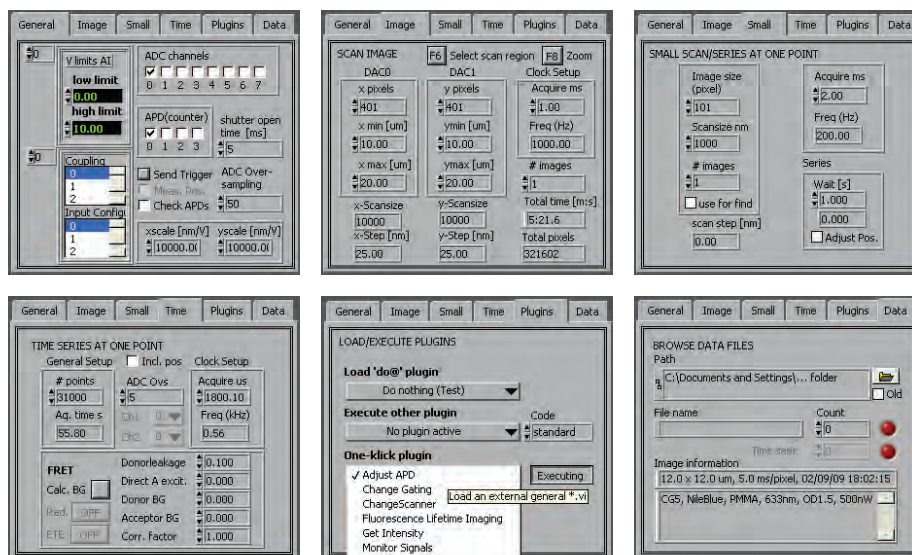 General Image Small Time Plugins Data
0
V limits AI
low limit
0.00
high limit
10.00
ADC channels
0 1 2 3 4 5 6 7
APD(counter)
0 1 2 3
shutter open
time [ms]
5
0
Coupling
0
1
2
Input Configu
0
1
2
Send Trigger
Meas. Pos.
Check APDs
ADC Over-
sampling
50
xscale [nm/V] yscale [nm/V]
10000.0( 10000.0(
General Image Small Time Plugins Data
SCAN IMAGE F6 Select scan region F8 Zoom
DAC0 DAC1 Clock Setup
x pixels y pixels Acquire ms
401 401 1.00
x min [um] ymin [um] Freq (Hz)
10.00 10.00 1000.00
x max [um] ymax [um] # images
20.00 20.00 1
x-Scansize y-Scansize Total time [m:s]
10000 10000 5:21.6
x-Step [nm] y-Step [nm] Total pixels
25.00 25.00 321602
General Image Small Time Plugins Data
SMALL SCAN/SERIES AT ONE POINT
Image size
(pixel)
101
Scansize nm
1000
# images
1
use for find
scan step [nm]
0.00
Acquire ms
2.00
Freq (Hz)
200.00
Series
Wait [s]
1.000
0.000
Adjust Pos.
General Image Small Time Plugins Data
TIME SERIES AT ONE POINT
General Setup Incl. pos Clock Setup
# points ADC Ovs Acquire us
31000 5 1800.10
Aq. time s Ch1 0 Freq (kHz)
55.80 Ch2 0 0.56
FRET
Calc. BG
Red. OFF
ETE OFF
Donorleakage 0.100
Direct A excit. 0.000
Donor BG 0.000
Acceptor BG 0.000
Corr. factor 1.000
General Image Small Time Plugins Data
LOAD/EXECUTE PLUGINS
Load 'do@' plugin
Do nothing (Test)
Execute other plugin Code
No plugin active standard
One-klick plugin
✓ Adjust APD Executing
Change Gating
Load an external general *.vi
ChangeScanner
Fluorescence Lifetime Imaging
Get Intensity
Monitor Signals
General Image Small Time Plugins Data
BROWSE DATA FILES
Path
C:\Documents and Settings\... folder
Old
File name Count
0
Time serie 0
Image information
12.0 x 12.0 um, 5.0 ms/pixel, 02/09/09 18:02:15
CG5, NileBlue, PMMA, 633nm, OD1.5, 500nW